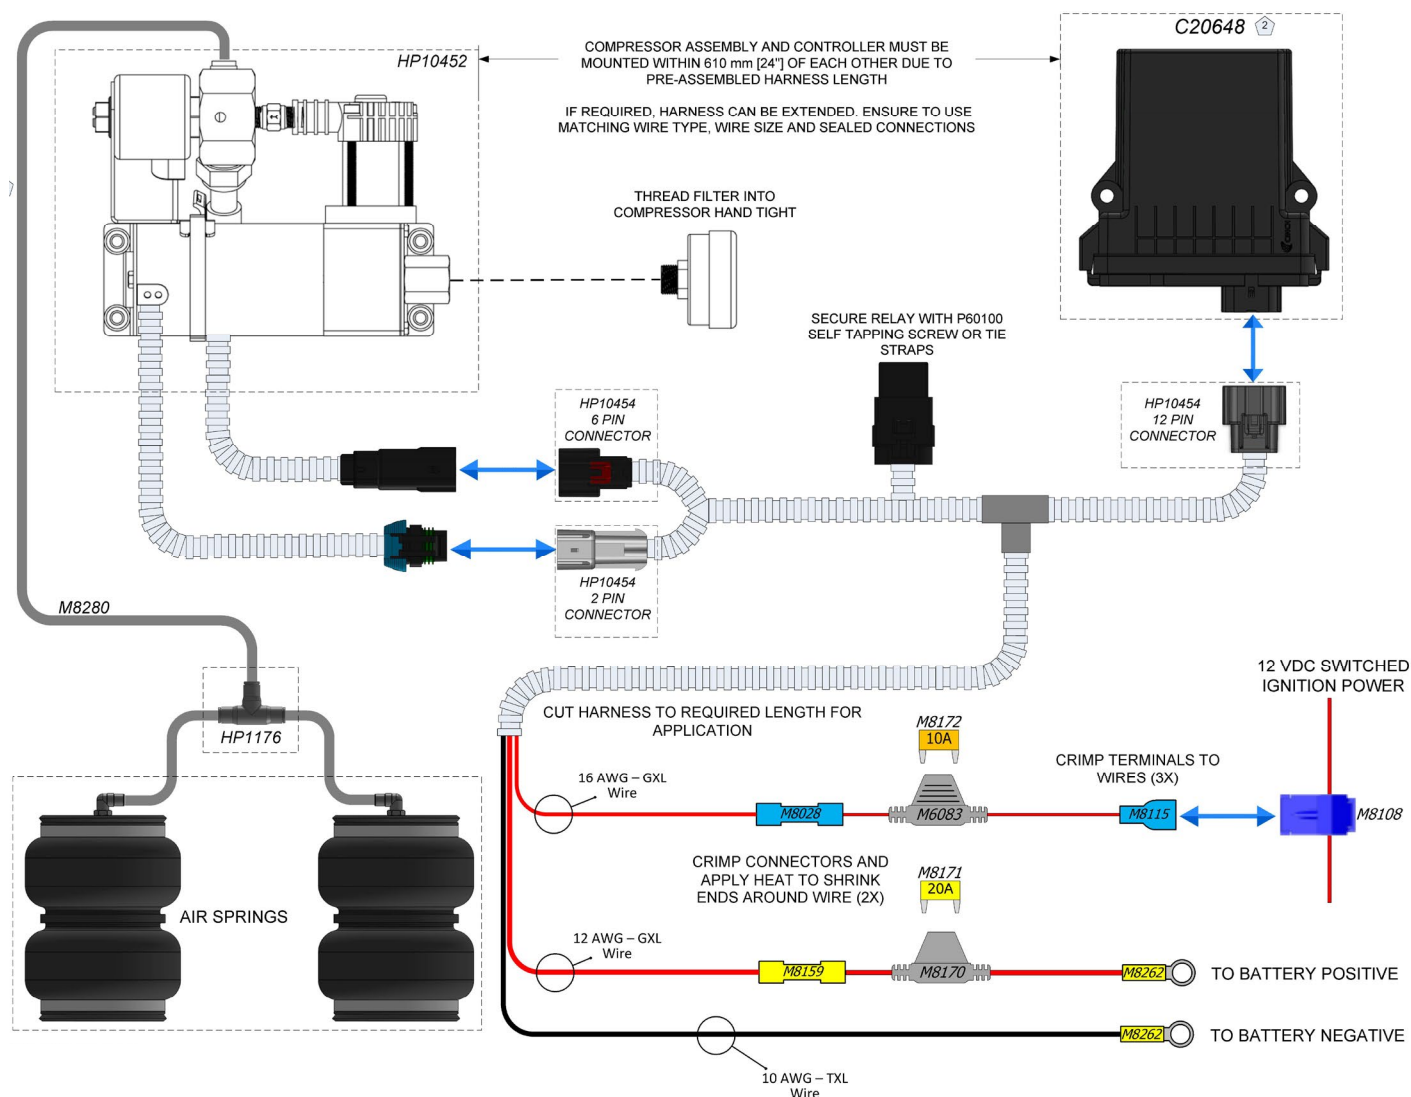 C20648 2
HP10452
COMPRESSOR ASSEMBLY AND CONTROLLER MUST BE
MOUNTED WITHIN 610 mm [24"] OF EACH OTHER DUE TO
PRE-ASSEMBLED HARNESS LENGTH
IF REQUIRED, HARNESS CAN BE EXTENDED. ENSURE TO USE
MATCHING WIRE TYPE, WIRE SIZE AND SEALED CONNECTIONS
THREAD FILTER INTO
COMPRESSOR HAND TIGHT
SECURE RELAY WITH P60100
SELF TAPPING SCREW OR TIE
STRAPS
HP10454
6 PIN
CONNECTOR
HP10454
12 PIN
CONNECTOR
HP10454
2 PIN
CONNECTOR
M8280
HP1176
AIR SPRINGS
12 VDC SWITCHED
IGNITION POWER
CUT HARNESS TO REQUIRED LENGTH FOR
APPLICATION
M8172
10A
CRIMP TERMINALS TO
WIRES (3X)
16 AWG – GXL
Wire
M8028
M6083
M8115
M8108
CRIMP CONNECTORS AND
APPLY HEAT TO SHRINK
ENDS AROUND WIRE (2X)
M8171
20A
12 AWG – GXL
Wire
M8159
M8170
M8262
TO BATTERY POSITIVE
M8262
TO BATTERY NEGATIVE
10 AWG – TXL
Wire